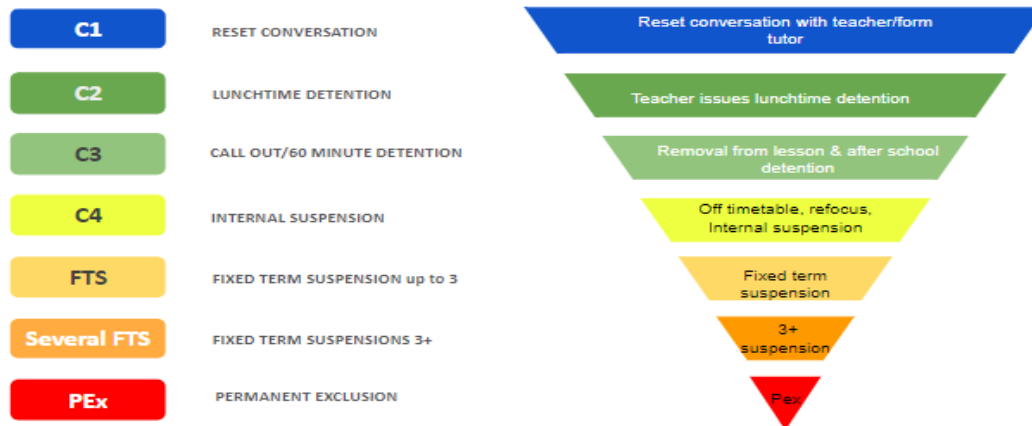 C1
RESET CONVERSATION
Reset conversation with teacher/form
tutor
C2
LUNCHTIME DETENTION
Teacher issues lunchtime detention
C3
CALL OUT/60 MINUTE DETENTION
Removal from lesson & after school
detention
C4
INTERNAL SUSPENSION
Off timetable, refocus,
Internal suspension
FTS
FIXED TERM SUSPENSION up to 3
Fixed term
suspension
Several FTS
FIXED TERM SUSPENSIONS 3+
3+
suspension
PEx
PERMANENT EXCLUSION
Pex